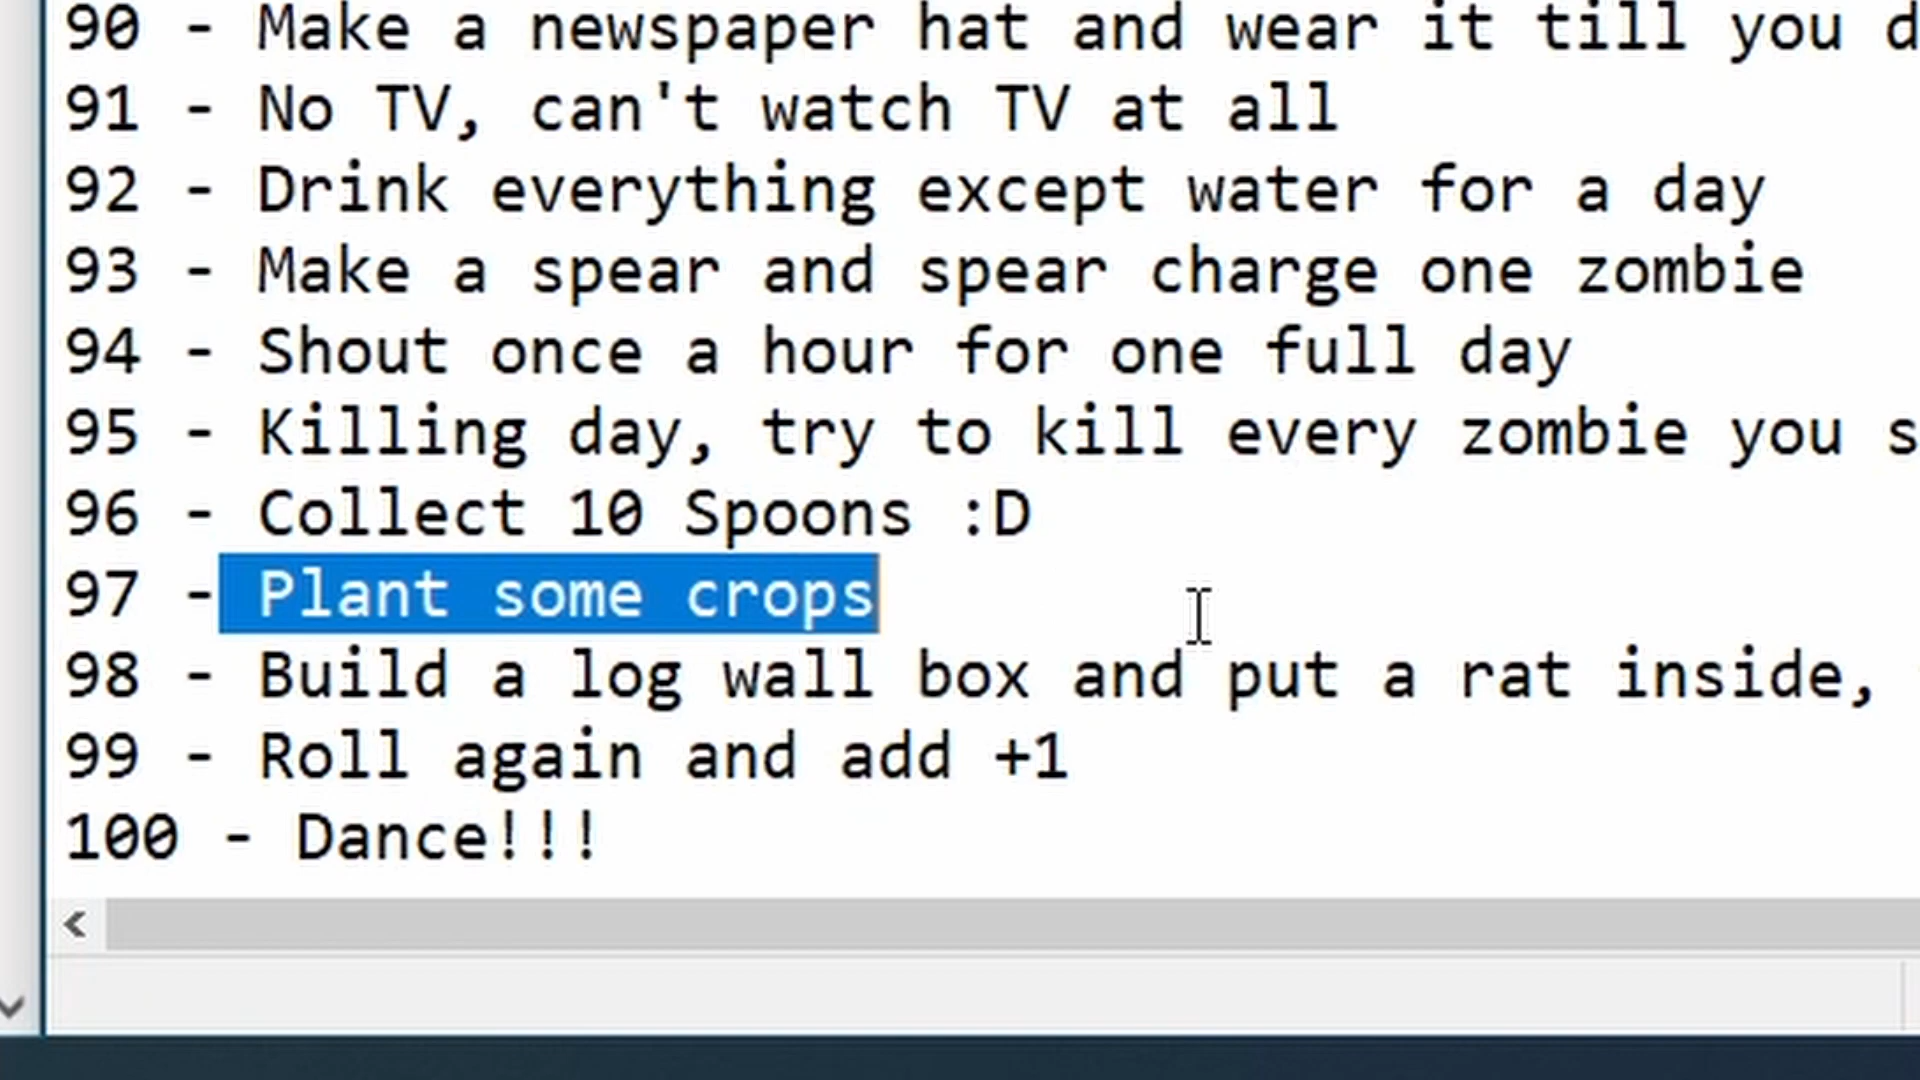 90 - Make a newspaper hat and wear it till you
91 - No TV, can't watch TV at all
92 - Drink everything except water for a day
93 - Make a spear and spear charge one zombie
94 - Shout once a hour for one full day
95 - Killing day, try to kill every zombie you
96 - Collect 10 Spoons :D
97 - Plant some crops
98 - Build a log wall box and put a rat inside,
99 - Roll again and add +1
100 - Dance!!!